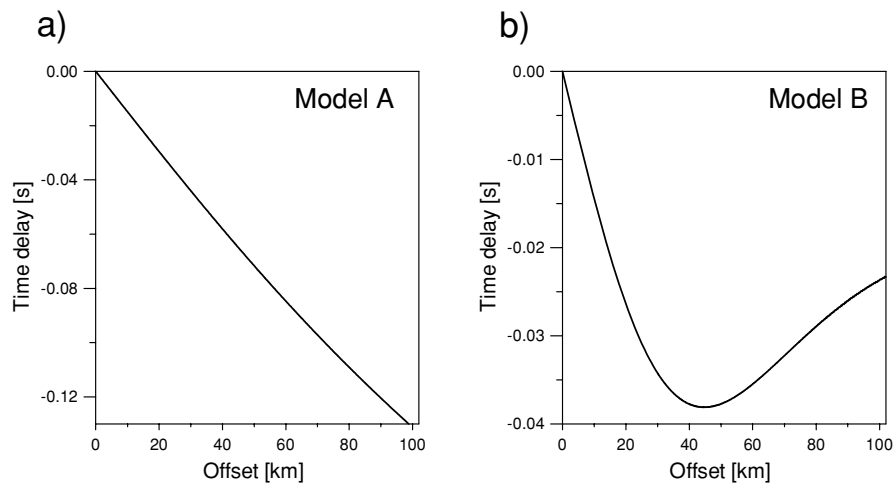 a)
Model A
0.00
-0.04
-0.08
-0.12
Time delay [s]
0 20 40 60 80 100
Offset [km]
b)
Model B
0.00
-0.01
-0.02
-0.03
-0.04
Time delay [s]
0 20 40 60 80 100
Offset [km]